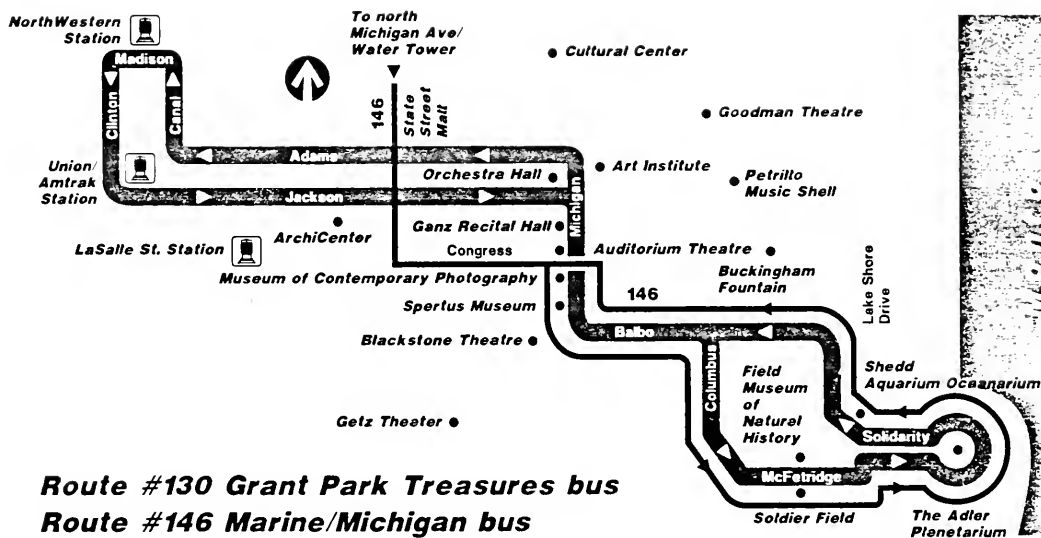 NorthWestern
Station
To north
Michigan Ave/
Water Tower
Cultural Center
Madison
Clinton
Canal
146
State
Street
Mall
Goodman Theatre
Adams
Union/
Amtrak
Station
Orchestra Hall
Art Institute
Petrillo
Music Shell
Jackson
Michigan
ArchiCenter
Ganz Recital Hall
LaSalle St. Station
Congress
Auditorium Theatre
Museum of Contemporary Photography
Buckingham
Fountain
Lake Shore
Drive
Spertus Museum
146
Balbo
Blackstone Theatre
Columbus
Field
Museum
of
Natural
History
Shedd
Aquarium Oceanarium
Getz Theater
Solidarity
McFetridge
Soldier Field
The Adler
Planetarium
Route #130 Grant Park Treasures bus
Route #146 Marine/Michigan bus